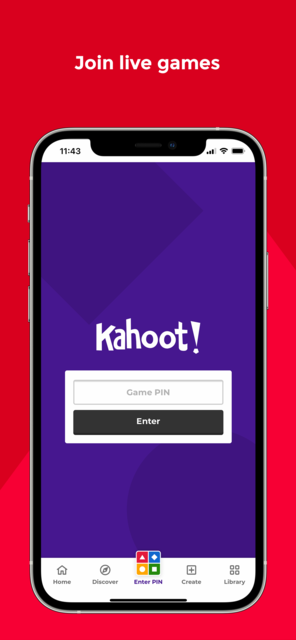 Join live games
11:43
Kahoot!
Game PIN
Enter
Home
Discover
Enter PIN
Create
Library